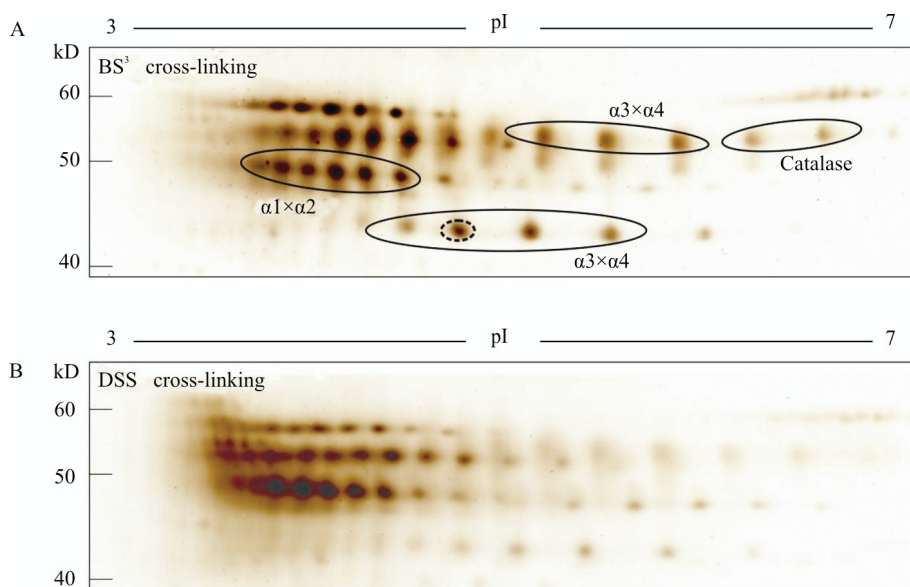 3 pI 7
A
kD
BS³ cross-linking
60
α3×α4
50
Catalase
α1×α2
40
α3×α4
3 pI 7
B
kD
DSS cross-linking
60
50
40